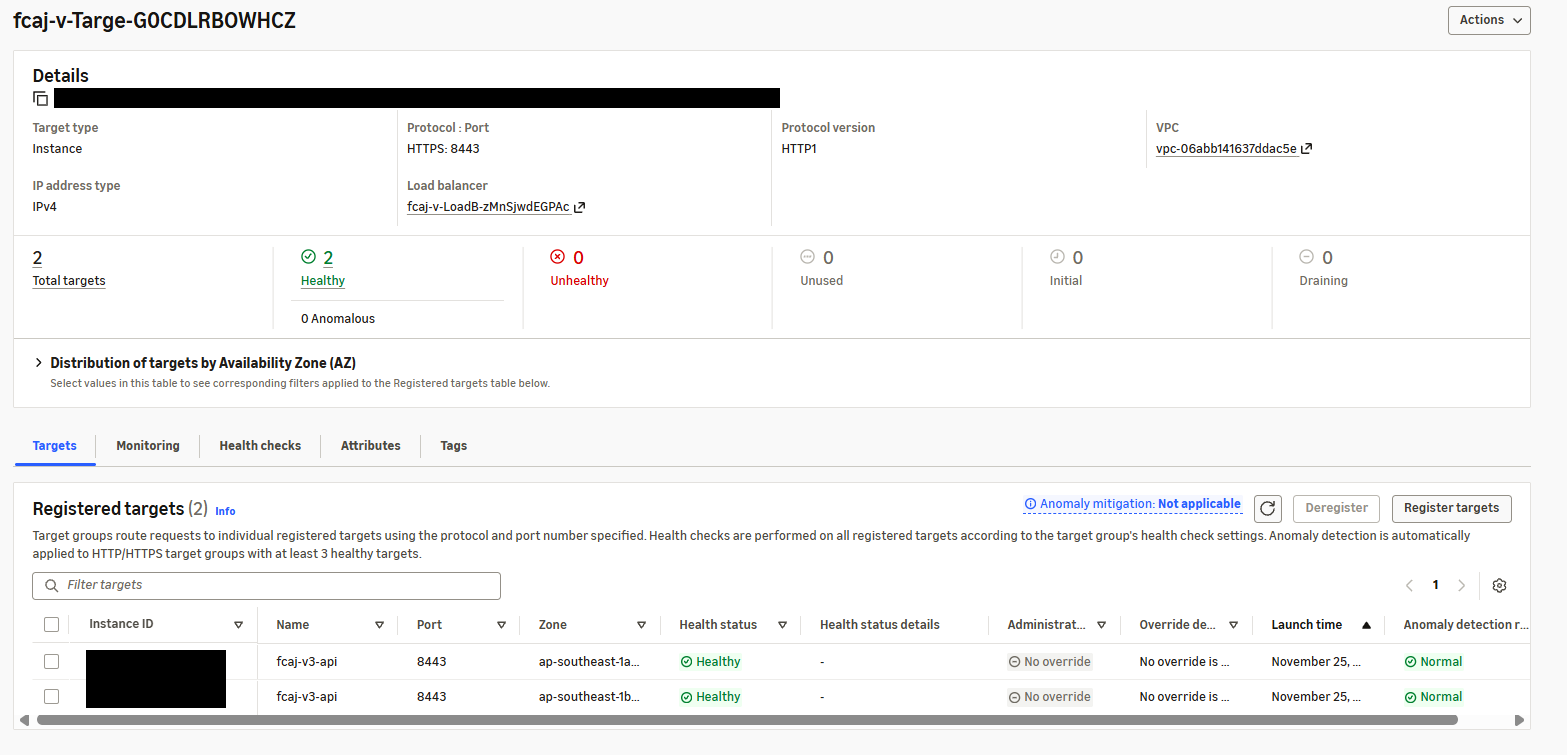 fcaj-v-Targe-G0CDLRBOWHCZ
Actions
Details
Target type
Instance
Protocol : Port
HTTPS: 8443
Protocol version
HTTP1
VPC
vpc-06abb141637ddac5e
IP address type
IPv4
Load balancer
fcaj-v-LoadB-zMnSjwdEGPAc
2
Total targets
2
Healthy
0 Anomalous
0
Unhealthy
0
Unused
0
Initial
0
Draining
Distribution of targets by Availability Zone (AZ)
Select values in this table to see corresponding filters applied to the Registered targets table below.
Targets
Monitoring
Health checks
Attributes
Tags
Registered targets (2) Info
Anomaly mitigation: Not applicable
Deregister
Register targets
Target groups route requests to individual registered targets using the protocol and port number specified. Health checks are performed on all registered targets according to the target group's health check settings. Anomaly detection is automatically
applied to HTTP/HTTPS target groups with at least 3 healthy targets.
Filter targets
1
Instance ID Name Port Zone Health status Health status details Administrat... Override de... Launch time Anomaly detection r...
fcaj-v3-api 8443 ap-southeast-1a... Healthy - No override No override is ... November 25, ... Normal
fcaj-v3-api 8443 ap-southeast-1b... Healthy - No override No override is ... November 25, ... Normal